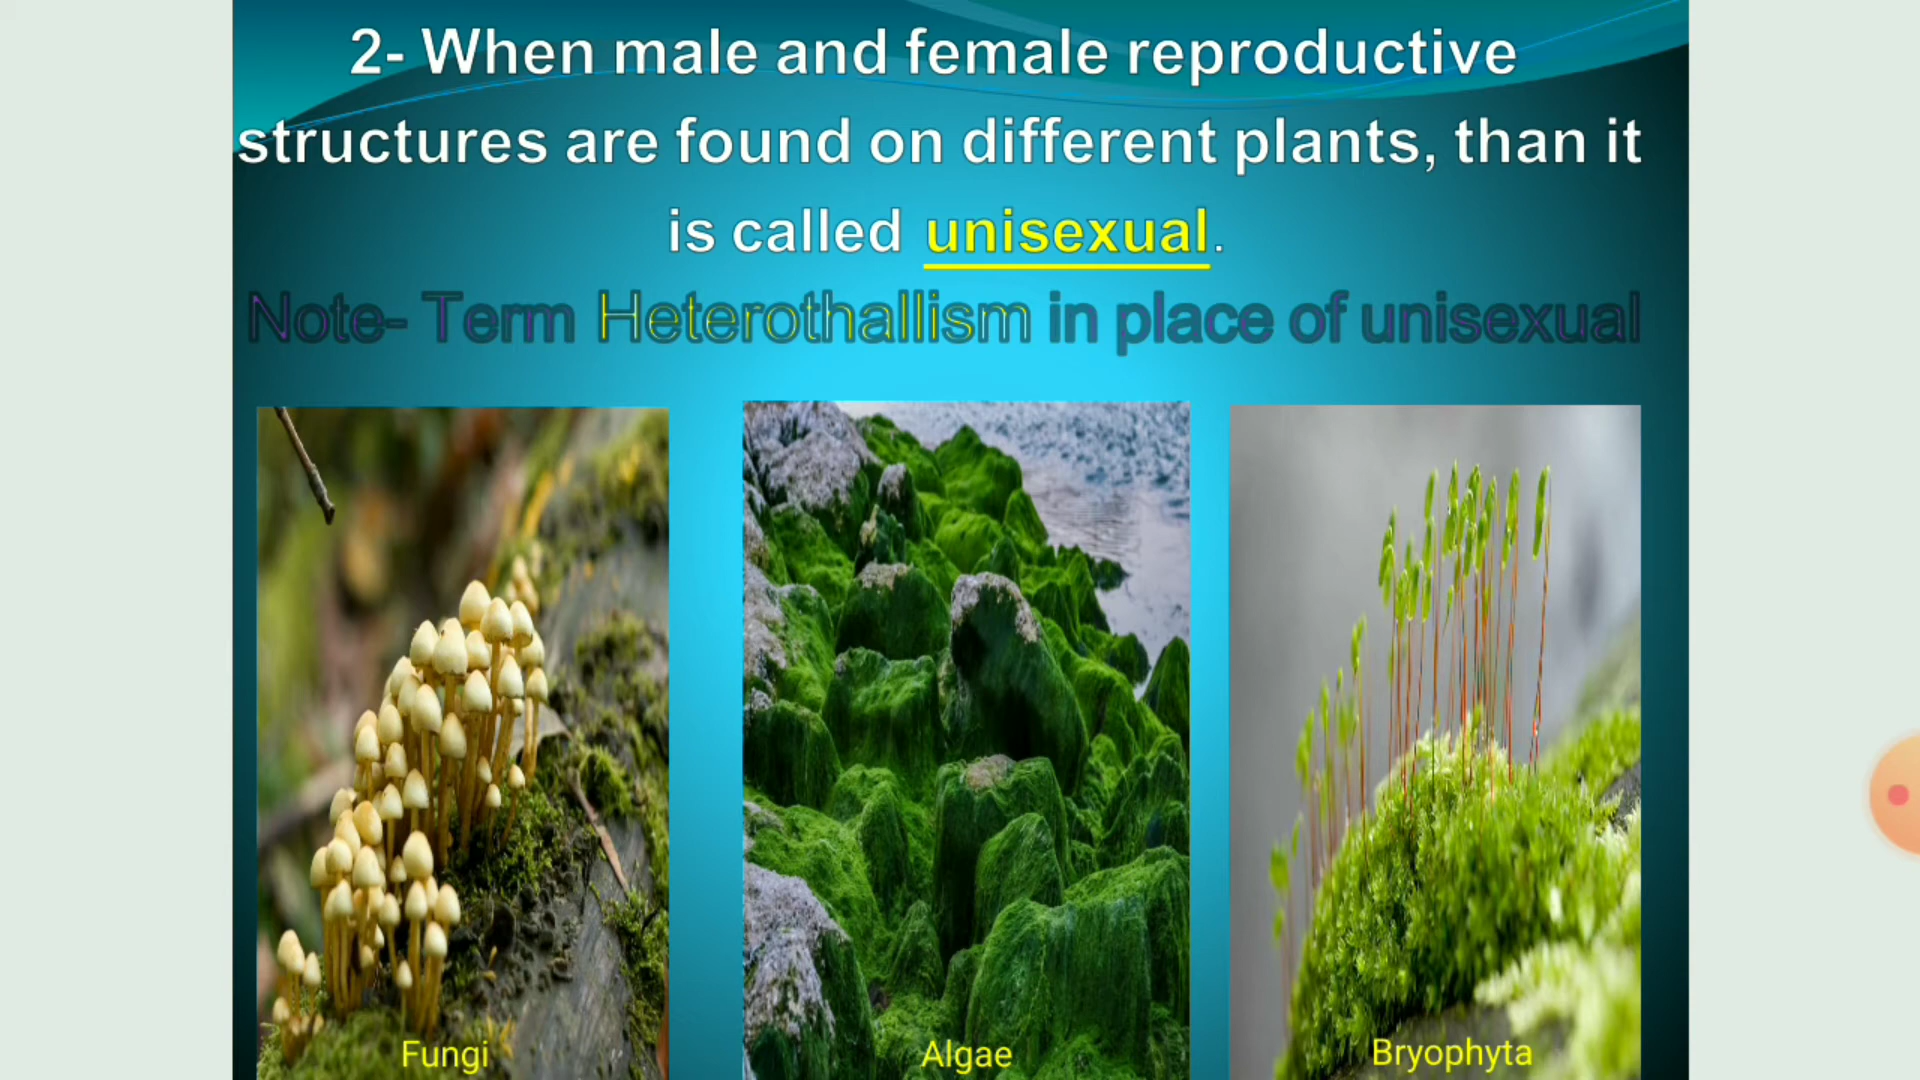 2- When male and female reproductive
structures are found on different plants, than it
is called unisexual.
Note- Term Heterothallism in place of unisexual
Fungi
Algae
Bryophyta